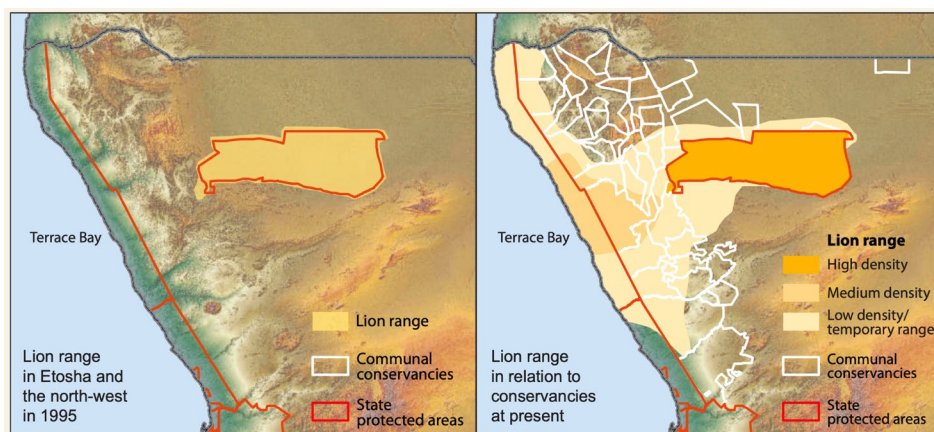 Terrace Bay
Lion range
Lion range
in Etosha and
the north-west
in 1995
Communal
conservancies
State
protected areas
Terrace Bay
Lion range
High density
Medium density
Low density/
temporary range
Lion range
in relation to
conservancies
at present
Communal
conservancies
State
protected areas